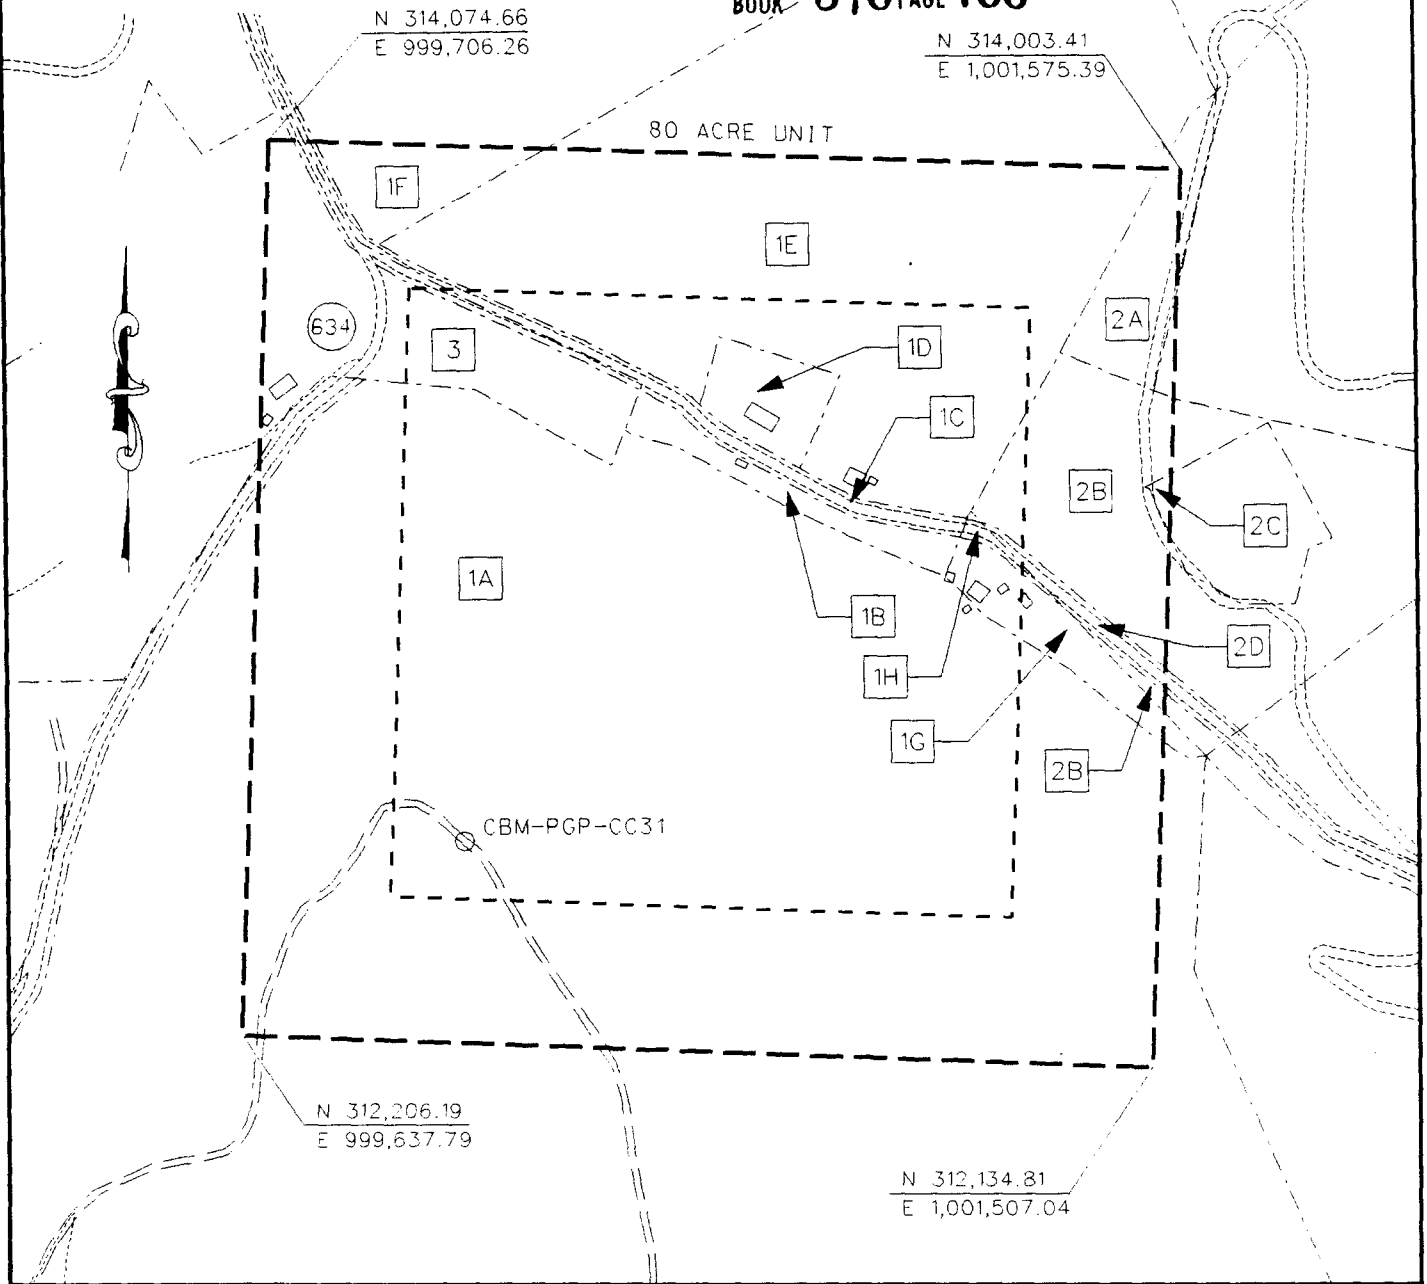 BOOK PAGE
N 314,074.66
E 999,706.26
N 314,003.41
E 1,001,575.39
80 ACRE UNIT
1F
1E
634
3
2A
1D
1C
2B
2C
1A
1B
2D
1H
1G
2B
CBM-PGP-CC31
N 312,206.19
E 999,637.79
N 312,134.81
E 1,001,507.04